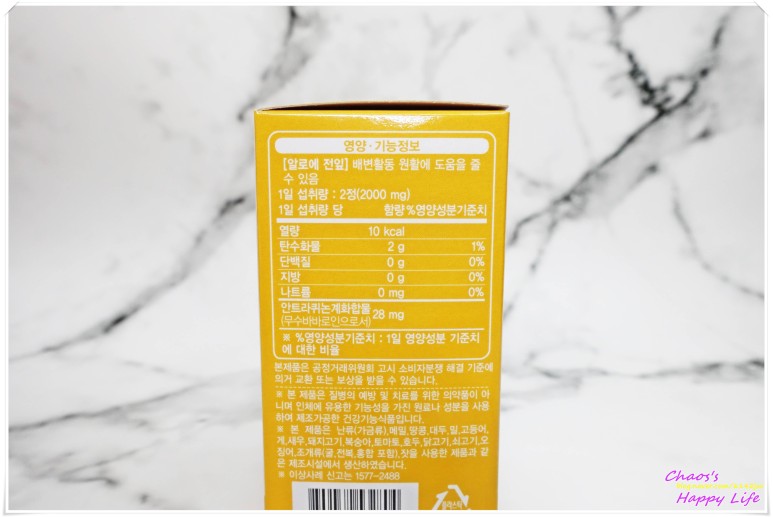 영양·기능정보
[알로에 전잎] 배변활동 원활에 도움을 줄
수 있음
1일 섭취량 : 2정(2000 mg)
1일 섭취량 당 함량 %영양성분기준치
열량 10 kcal
탄수화물 2 g 1%
단백질 0 g 0%
지방 0 g 0%
나트륨 0 mg 0%
안트라퀴논계화합물 28 mg
(무수바바로인으로서)
※ %영양성분기준치 : 1일 영양성분 기준치
에 대한 비율
본제품은 공정거래위원회 고시 소비자분쟁 해결 기준에
의거 교환 또는 보상을 받을 수 있습니다.
※ 본 제품은 질병의 예방 및 치료를 위한 의약품이 아
니며 인체에 유용한 기능성을 가진 원료나 성분을 사용
하여 제조가공한 건강기능식품입니다.
※ 본 제품은 난류(가금류),메밀,땅콩,대두,밀,고등어,
게,새우,돼지고기,복숭아,토마토,호두,닭고기,쇠고기,오
징어,조개류(굴,전복,홍합 포함),잣을 사용한 제품과 같
은 제조시설에서 생산하였습니다.
※ 이상사례 신고는 1577-2488
플라스틱
Chaos's
Happy Life